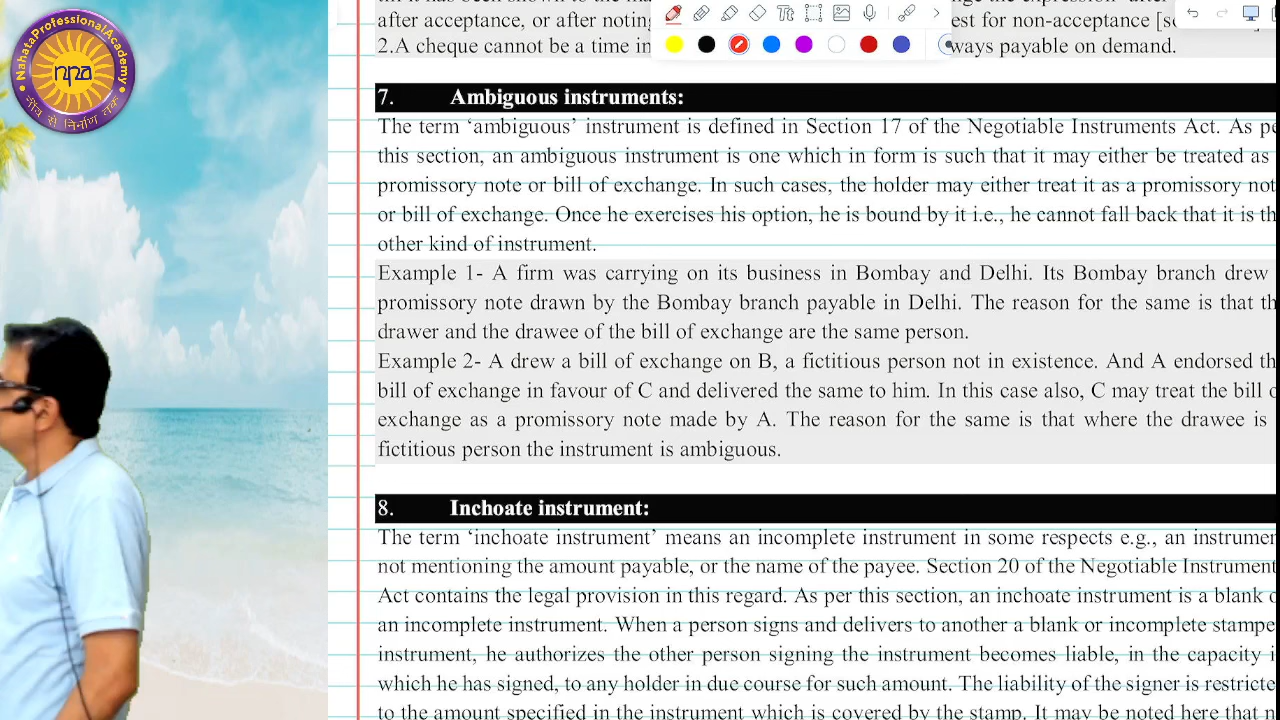 NahataProfessionalAcademy
npa
नींव से निर्माण तक
after acceptance, or after noting
est for non-acceptance
2.A cheque cannot be a time in
ways payable on demand.
7. Ambiguous instruments:
The term ‘ambiguous’ instrument is defined in Section 17 of the Negotiable Instruments Act. As pe
this section, an ambiguous instrument is one which in form is such that it may either be treated as
promissory note or bill of exchange. In such cases, the holder may either treat it as a promissory not
or bill of exchange. Once he exercises his option, he is bound by it i.e., he cannot fall back that it is th
other kind of instrument.
Example 1- A firm was carrying on its business in Bombay and Delhi. Its Bombay branch drew
promissory note drawn by the Bombay branch payable in Delhi. The reason for the same is that th
drawer and the drawee of the bill of exchange are the same person.
Example 2- A drew a bill of exchange on B, a fictitious person not in existence. And A endorsed th
bill of exchange in favour of C and delivered the same to him. In this case also, C may treat the bill o
exchange as a promissory note made by A. The reason for the same is that where the drawee is
fictitious person the instrument is ambiguous.
8. Inchoate instrument:
The term ‘inchoate instrument’ means an incomplete instrument in some respects e.g., an instrumen
not mentioning the amount payable, or the name of the payee. Section 20 of the Negotiable Instrument
Act contains the legal provision in this regard. As per this section, an inchoate instrument is a blank o
an incomplete instrument. When a person signs and delivers to another a blank or incomplete stampe
instrument, he authorizes the other person signing the instrument becomes liable, in the capacity i
which he has signed, to any holder in due course for such amount. The liability of the signer is restricte
to the amount specified in the instrument which is covered by the stamp. It may be noted here that n